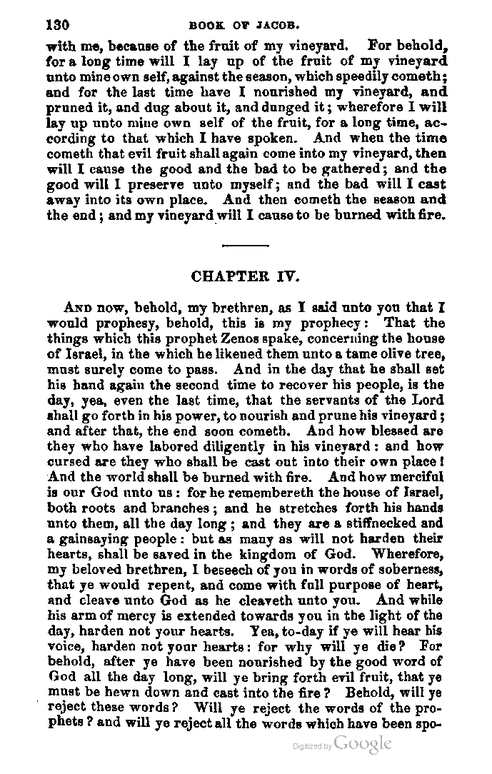 130 BOOK OF JACOB.
with me, because of the fruit of my vineyard. For behold,
for a long time will I lay up of the fruit of my vineyard
unto mine own self, against the season, which speedily cometh;
and for the last time have I nourished my vineyard, and
pruned it, and dug about it, and dunged it; wherefore I will
lay up unto mine own self of the fruit, for a long time, ac-
cording to that which I have spoken. And when the time
cometh that evil fruit shall again come into my vineyard, then
will I cause the good and the bad to be gathered; and the
good will I preserve unto myself; and the bad will I cast
away into its own place. And then cometh the season and
the end; and my vineyard will I cause to be burned with fire.
CHAPTER IV.
AND now, behold, my brethren, as I said unto you that I
would prophesy, behold, this is my prophecy: That the
things which this prophet Zenos spake, concerning the house
of Israel, in the which he likened them unto a tame olive tree,
must surely come to pass. And in the day that he shall set
his hand again the second time to recover his people, is the
day, yea, even the last time, that the servants of the Lord
shall go forth in his power, to nourish and prune his vineyard;
and after that, the end soon cometh. And how blessed are
they who have labored diligently in his vineyard: and how
cursed are they who shall be cast out into their own place!
And the world shall be burned with fire. And how merciful
is our God unto us: for he remembereth the house of Israel,
both roots and branches; and he stretches forth his hands
unto them, all the day long; and they are a stiffnecked and
a gainsaying people: but as many as will not harden their
hearts, shall be saved in the kingdom of God. Wherefore,
my beloved brethren, I beseech of you in words of soberness,
that ye would repent, and come with full purpose of heart,
and cleave unto God as he cleaveth unto you. And while
his arm of mercy is extended towards you in the light of the
day, harden not your hearts. Yea, to-day if ye will hear his
voice, harden not your hearts: for why will ye die? For
behold, after ye have been nourished by the good word of
God all the day long, will ye bring forth evil fruit, that ye
must be hewn down and cast into the fire? Behold, will ye
reject these words? Will ye reject the words of the pro-
phets? and will ye reject all the words which have been spo-
Digitized by Google